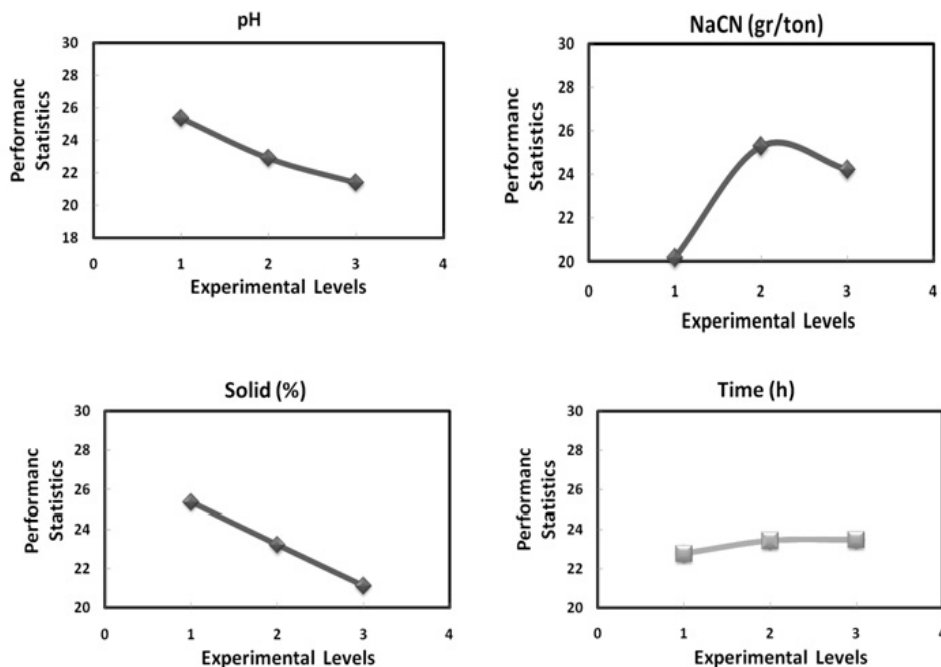 pH
30
28
26
24
22
20
18
0 1 2 3 4
Performanc
Statistics
Experimental Levels
NaCN (gr/ton)
30
28
26
24
22
20
0 1 2 3 4
Performanc
Statistics
Experimental Levels
Solid (%)
30
28
26
24
22
20
0 1 2 3 4
Performanc
Statistics
Experimental Levels
Time (h)
30
28
26
24
22
20
0 1 2 3 4
Performanc
Statistics
Experimental Levels